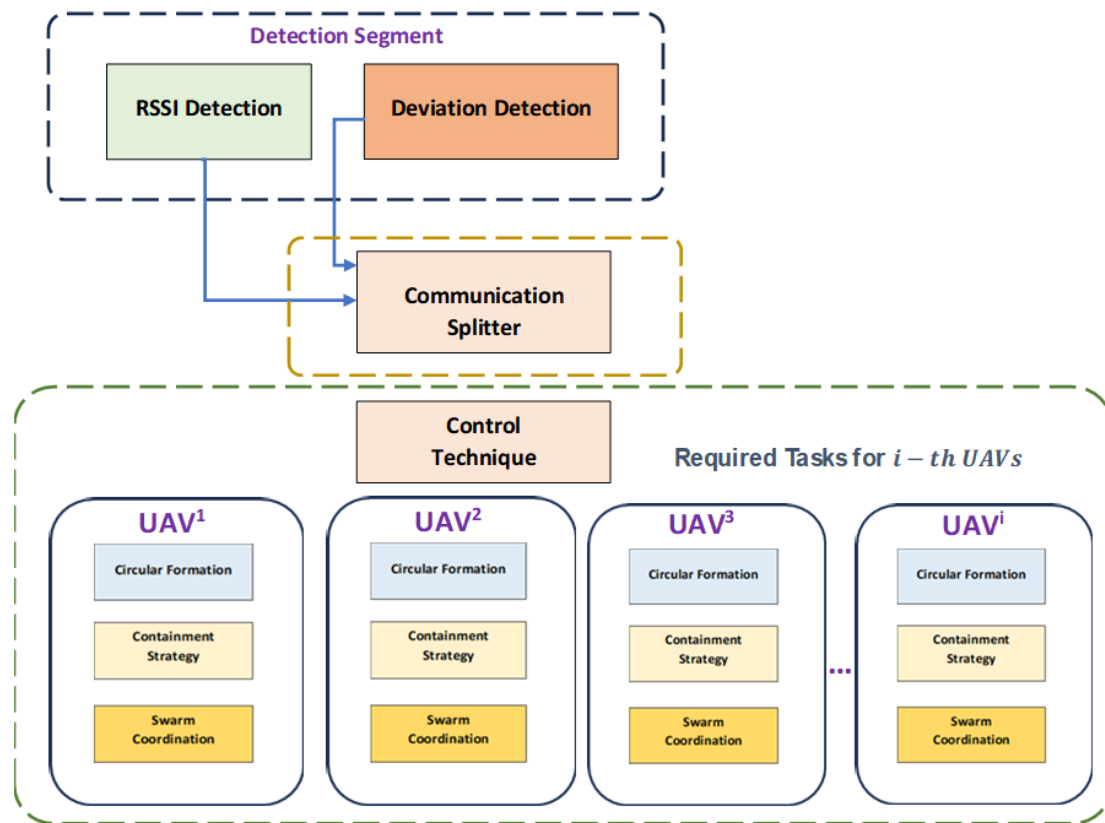 Detection Segment
RSSI Detection
Deviation Detection
Communication
Splitter
Control
Technique
Required Tasks for i − th UAVs
UAV¹
Circular Formation
Containment
Strategy
Swarm
Coordination
UAV²
Circular Formation
Containment
Strategy
Swarm
Coordination
UAV³
Circular Formation
Containment
Strategy
Swarm
Coordination
...
UAVⁱ
Circular Formation
Containment
Strategy
Swarm
Coordination